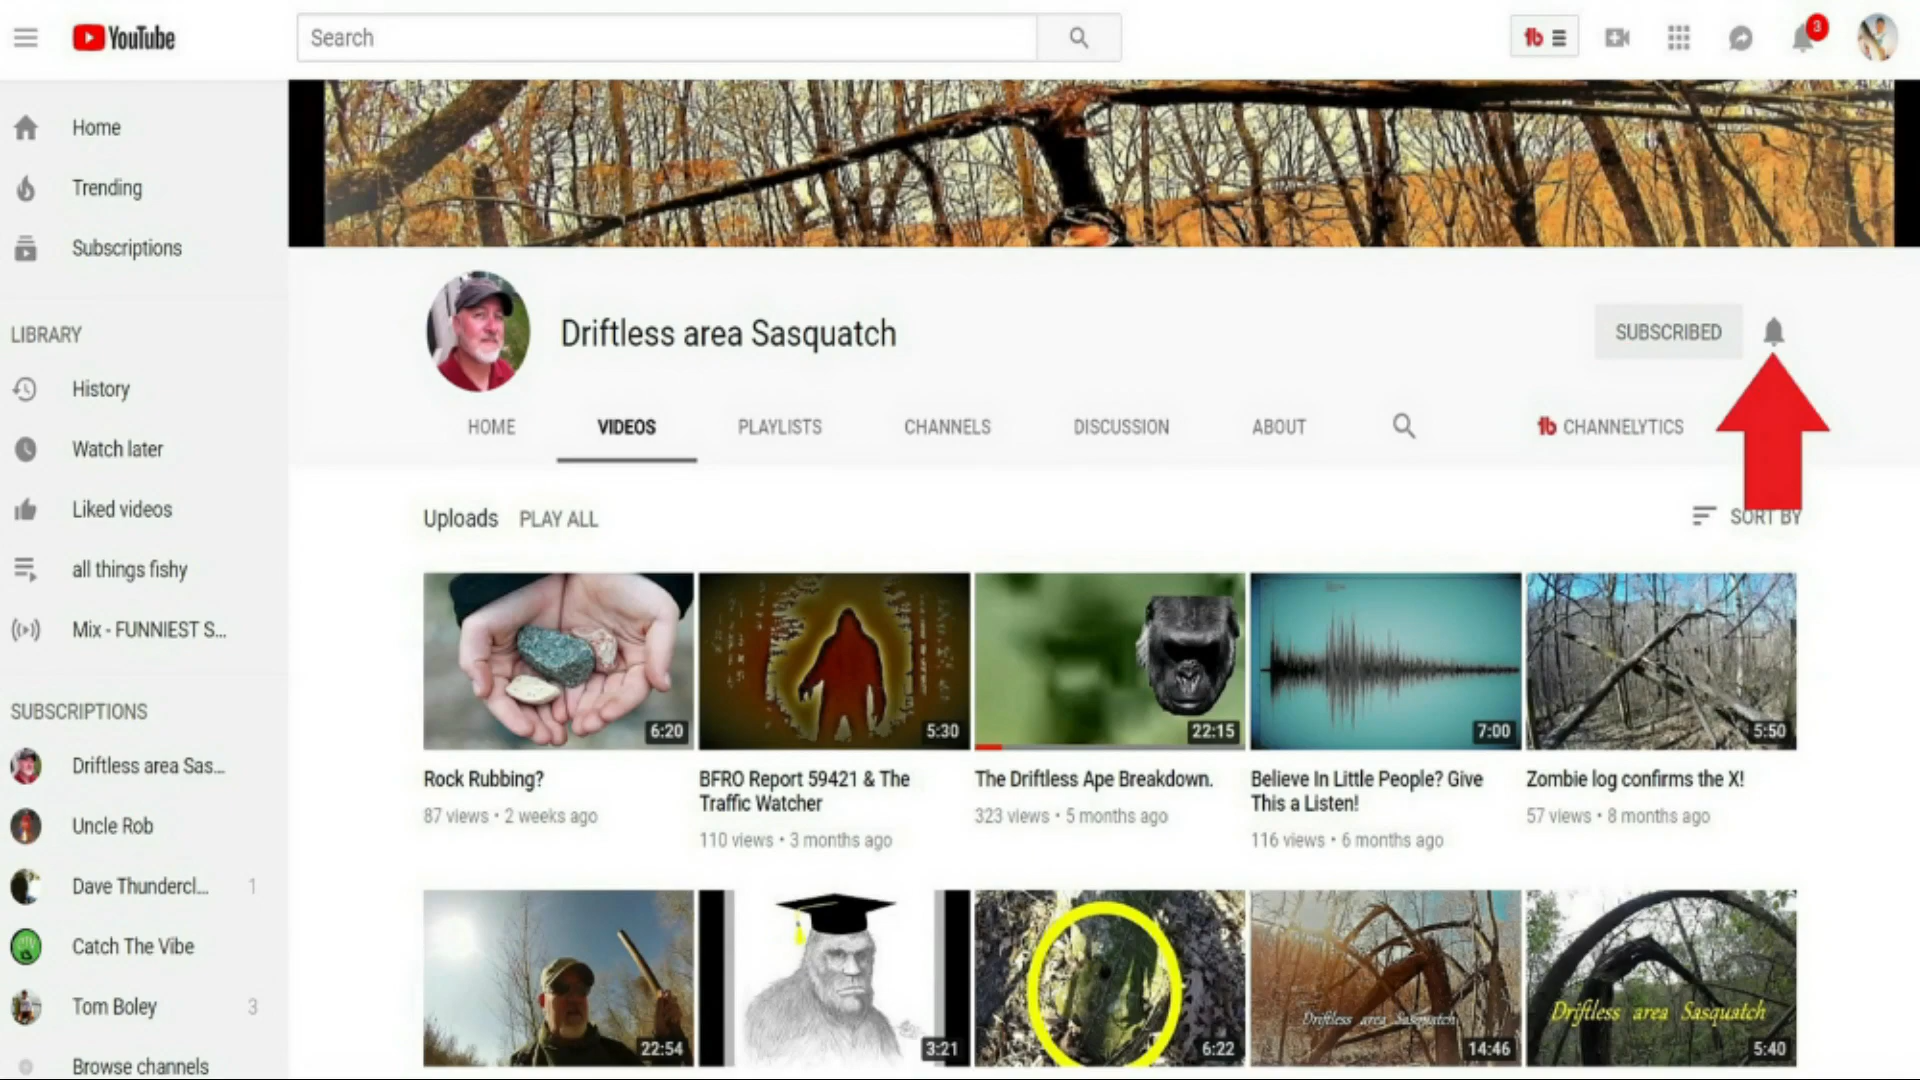 YouTube
Search
3
Home
Trending
Subscriptions
LIBRARY
History
Watch later
Liked videos
all things fishy
Mix - FUNNIEST S...
SUBSCRIPTIONS
Driftless area Sas...
Uncle Rob
Dave Thundercl... 1
Catch The Vibe
Tom Boley 3
Browse channels
Driftless area Sasquatch
SUBSCRIBED
HOME VIDEOS PLAYLISTS CHANNELS DISCUSSION ABOUT tb CHANNELYTICS
Uploads PLAY ALL SORT BY
6:20 5:30 22:15 7:00 5:50
Rock Rubbing?
87 views • 2 weeks ago
BFRO Report 59421 & The
Traffic Watcher
110 views • 3 months ago
The Driftless Ape Breakdown.
323 views • 5 months ago
Believe In Little People? Give
This a Listen!
116 views • 6 months ago
Zombie log confirms the X!
57 views • 8 months ago
Driftless area Sasquatch
Driftless area Sasquatch
22:54 3:21 6:22 14:46 5:40